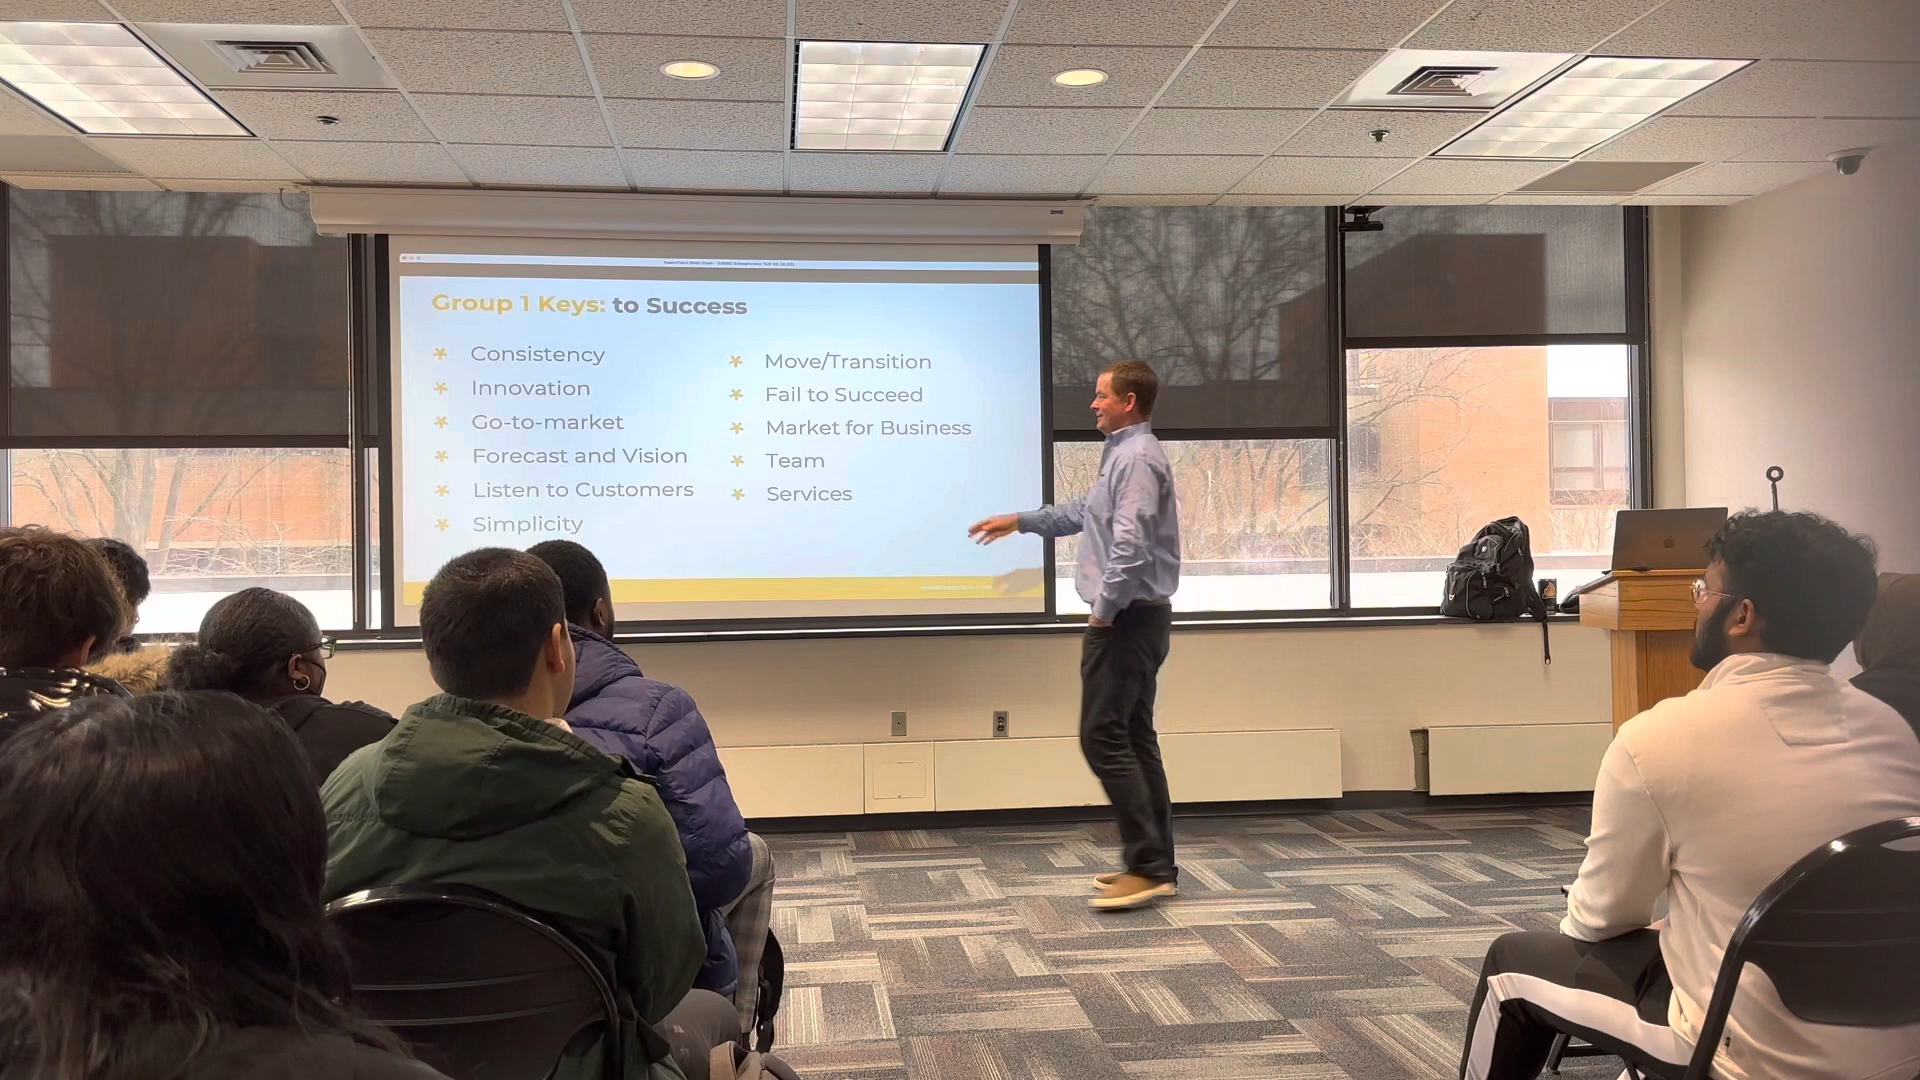 Group 1 Keys: to Success
Consistency
Innovation
Go-to-market
Forecast and Vision
Listen to Customers
Simplicity
Move/Transition
Fail to Succeed
Market for Business
Team
Services